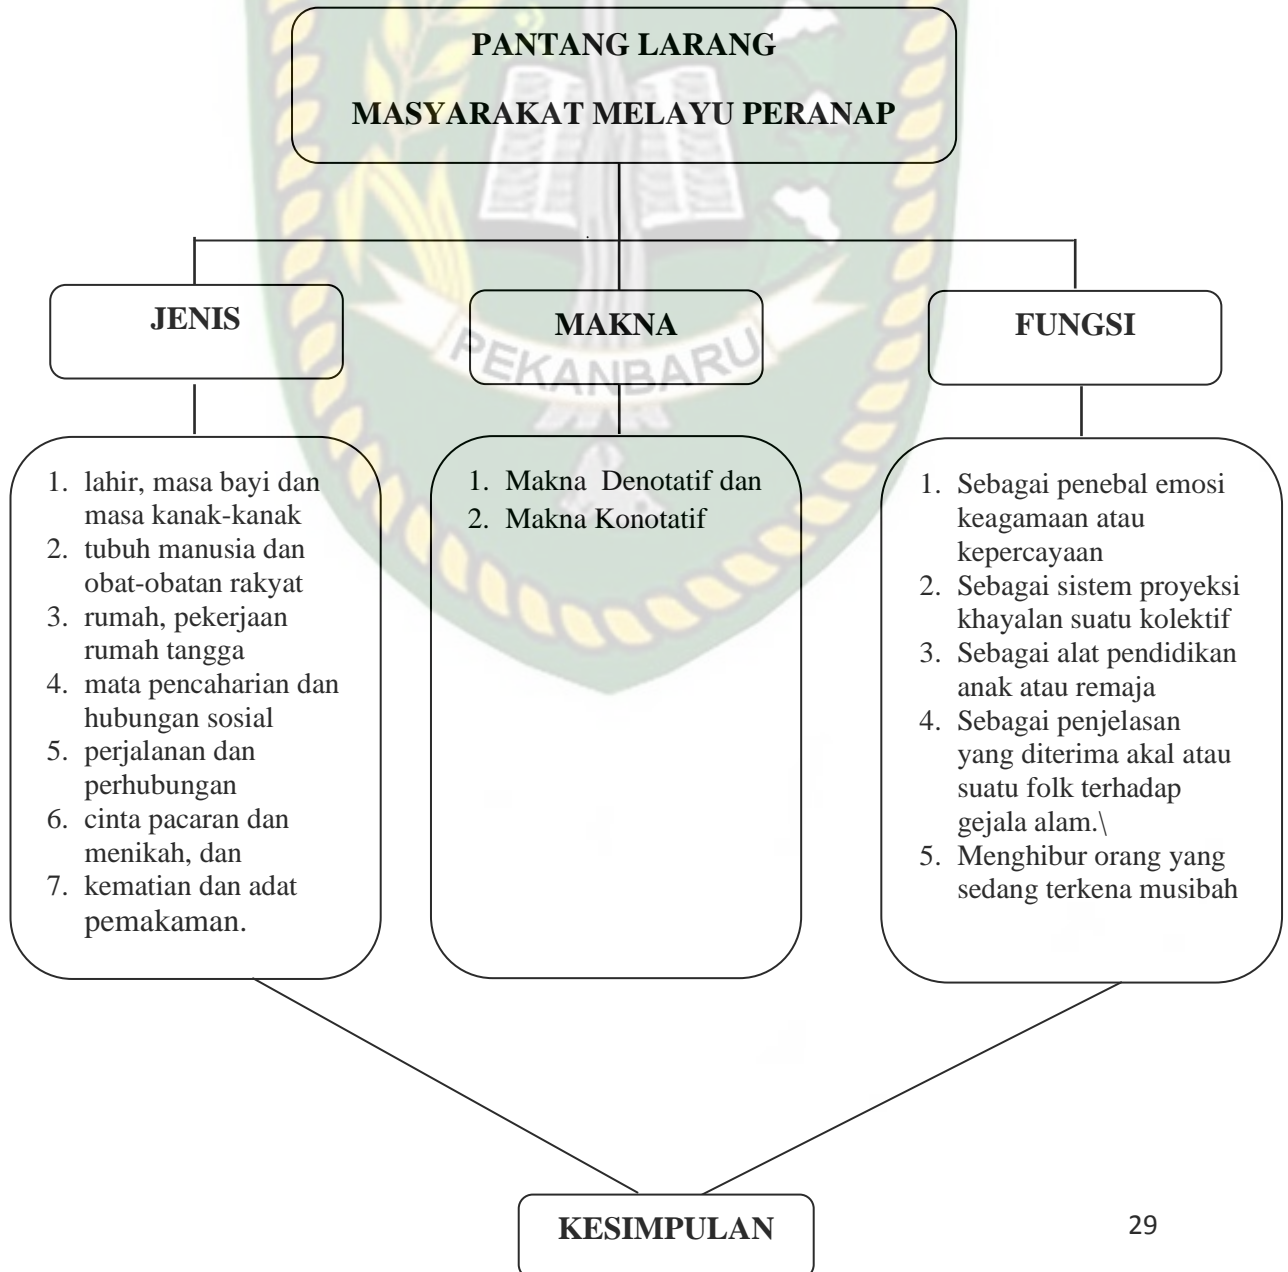 PANTANG LARANG
MASYARAKAT MELAYU PERANAP
JENIS
MAKNA
FUNGSI
PEKANBARU
1. lahir, masa bayi dan
masa kanak-kanak
2. tubuh manusia dan
obat-obatan rakyat
3. rumah, pekerjaan
rumah tangga
4. mata pencaharian dan
hubungan sosial
5. perjalanan dan
perhubungan
6. cinta pacaran dan
menikah, dan
7. kematian dan adat
pemakaman.
1. Makna Denotatif dan
2. Makna Konotatif
1. Sebagai penebal emosi
keagamaan atau
kepercayaan
2. Sebagai sistem proyeksi
khayalan suatu kolektif
3. Sebagai alat pendidikan
anak atau remaja
4. Sebagai penjelasan
yang diterima akal atau
suatu folk terhadap
gejala alam.\
5. Menghibur orang yang
sedang terkena musibah
KESIMPULAN
29